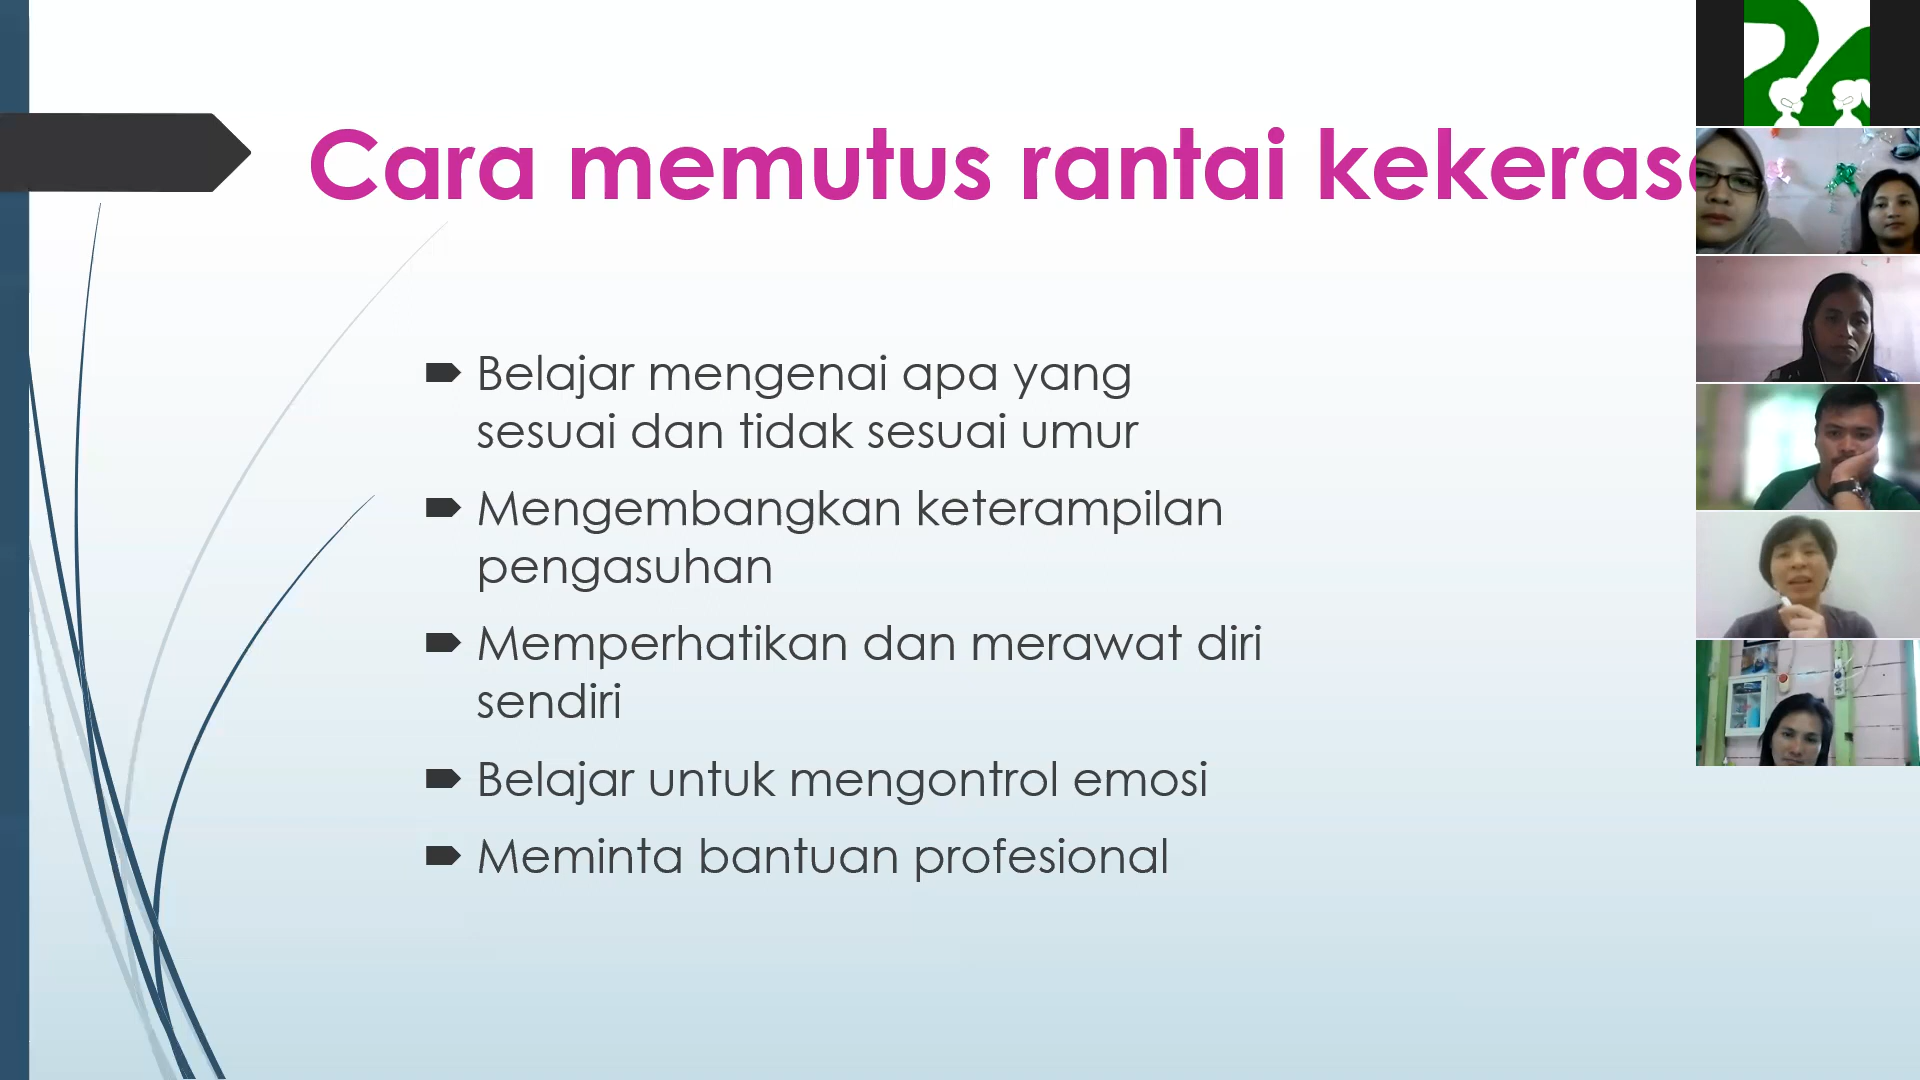 Cara memutus rantai kekeras
Belajar mengenai apa yang
sesuai dan tidak sesuai umur
Mengembangkan keterampilan
pengasuhan
Memperhatikan dan merawat diri
sendiri
Belajar untuk mengontrol emosi
Meminta bantuan profesional